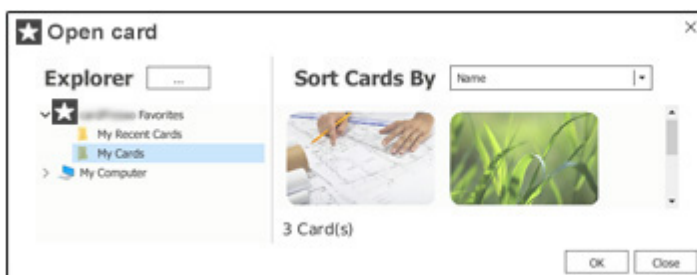 Open card
Explorer ...
Sort Cards By Name
Favorites
My Recent Cards
My Cards
My Computer
3 Card(s)
OK Close